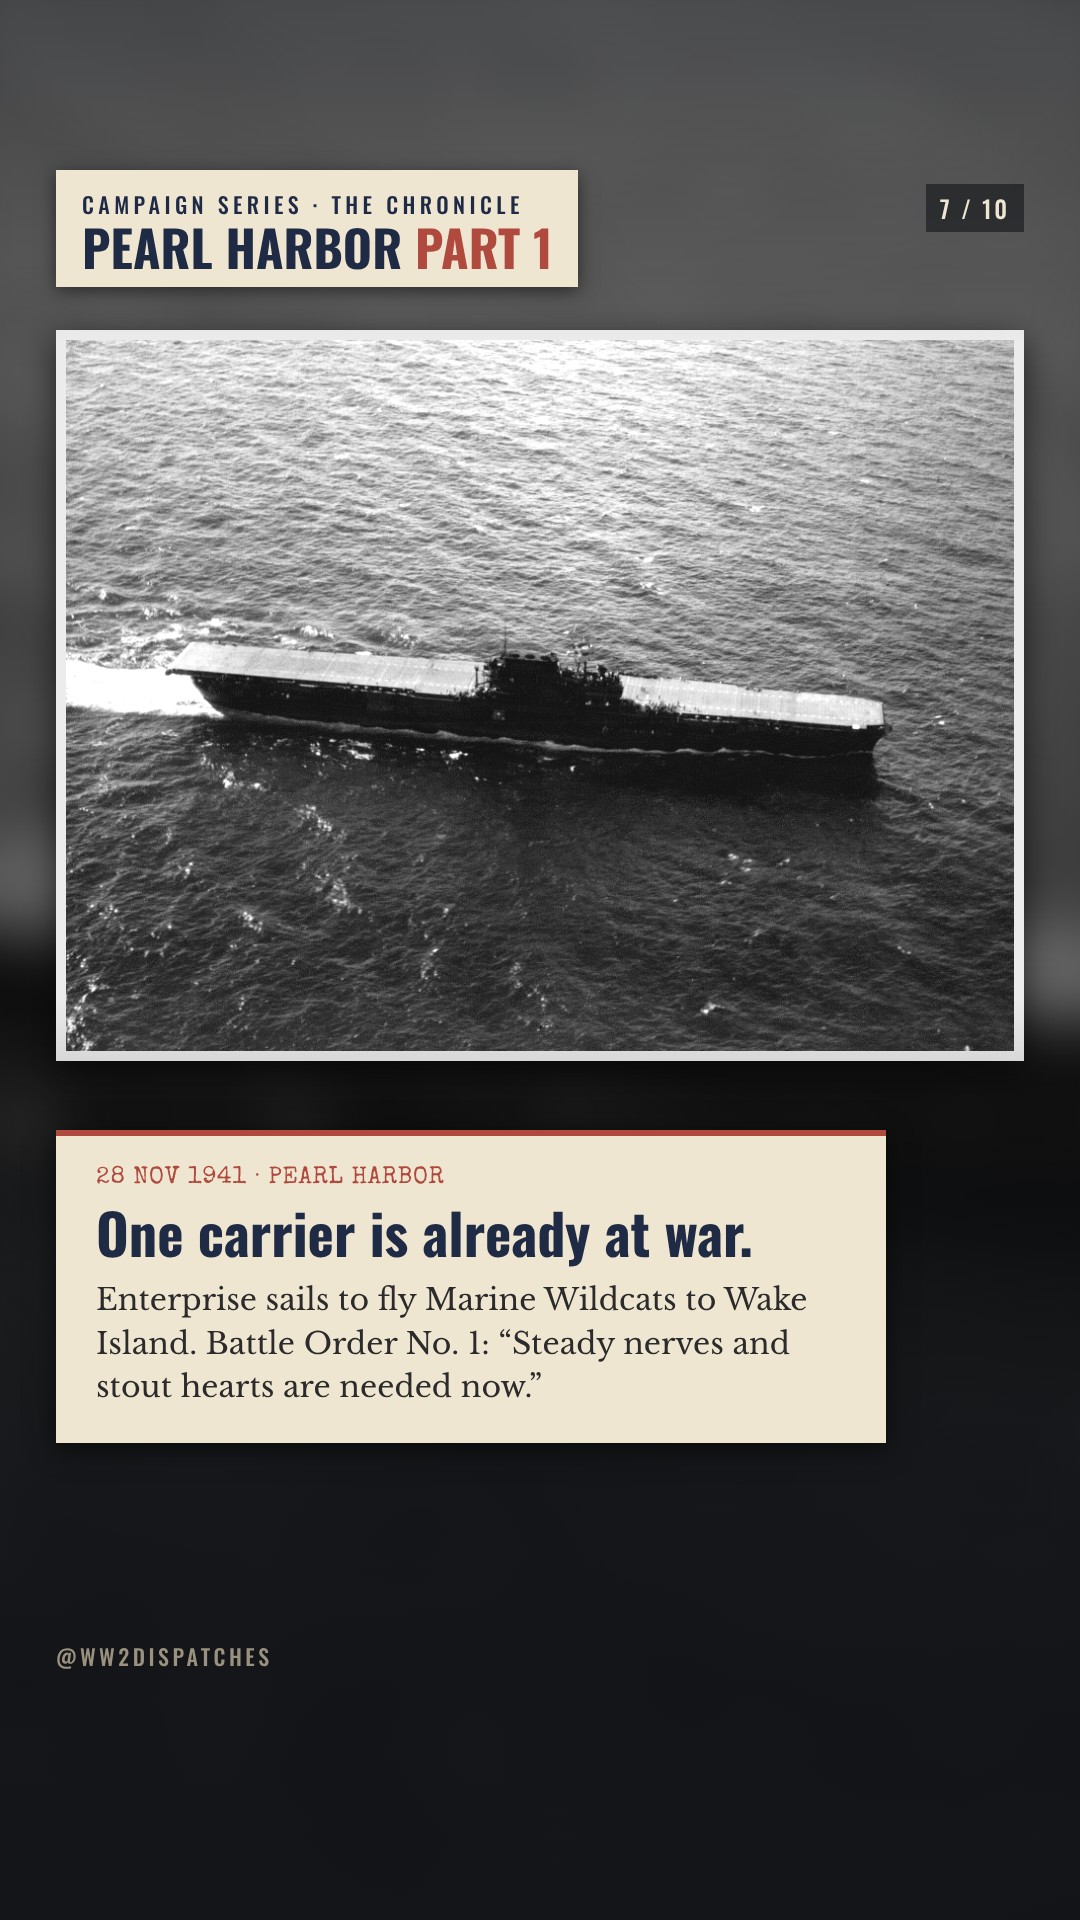 CAMPAIGN SERIES · THE CHRONICLE
PEARL HARBOR PART 1
7 / 10
28 NOV 1941 · PEARL HARBOR
One carrier is already at war.
Enterprise sails to fly Marine Wildcats to Wake
Island. Battle Order No. 1: “Steady nerves and
stout hearts are needed now.”
@WW2DISPATCHES